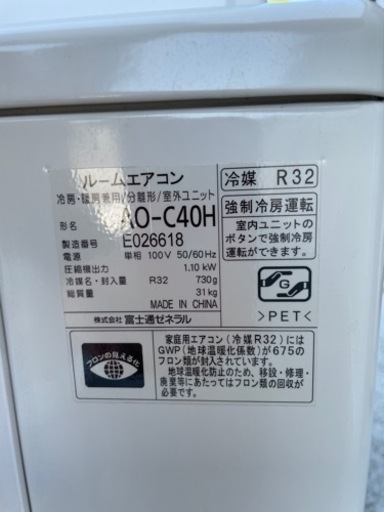 ルームエアコン
冷房・暖房兼用/分離形/室外ユニット
形名 AO-C40H
製造番号 E026618
電源 単相 100V 50/60Hz
圧縮機出力 1.10 kW
冷媒名・封入量 R32 730g
総質量 31kg
MADE IN CHINA
株式会社 富士通ゼネラル
冷媒 R32
強制冷房運転
室内ユニットの
ボタンで強制冷房
運転ができます。
G
>PET<
フロンの見える化
家庭用エアコン(冷媒R32)には
GWP(地球温暖化係数)が675の
フロン類が封入されています。
地球温暖化防止のため、移設・修理・
廃棄等にあたってはフロン類の回収が
必要です。